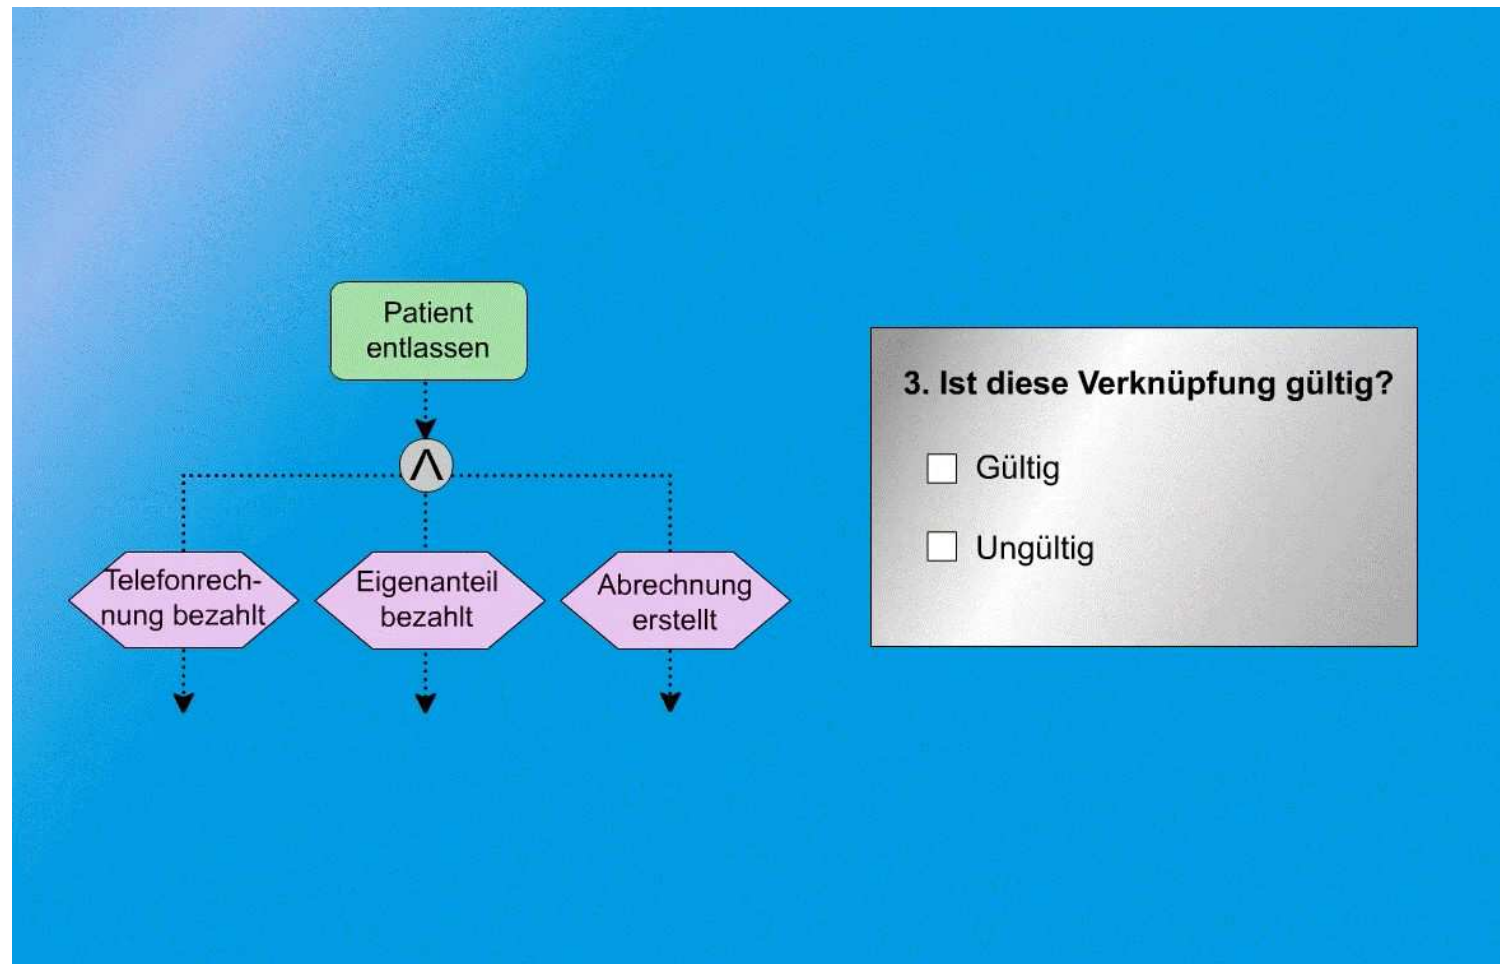 Patient
entlassen
Λ
Telefonrech-
nung bezahlt
Eigenanteil
bezahlt
Abrechnung
erstellt
3. Ist diese Verknüpfung gültig?
Gültig
Ungültig